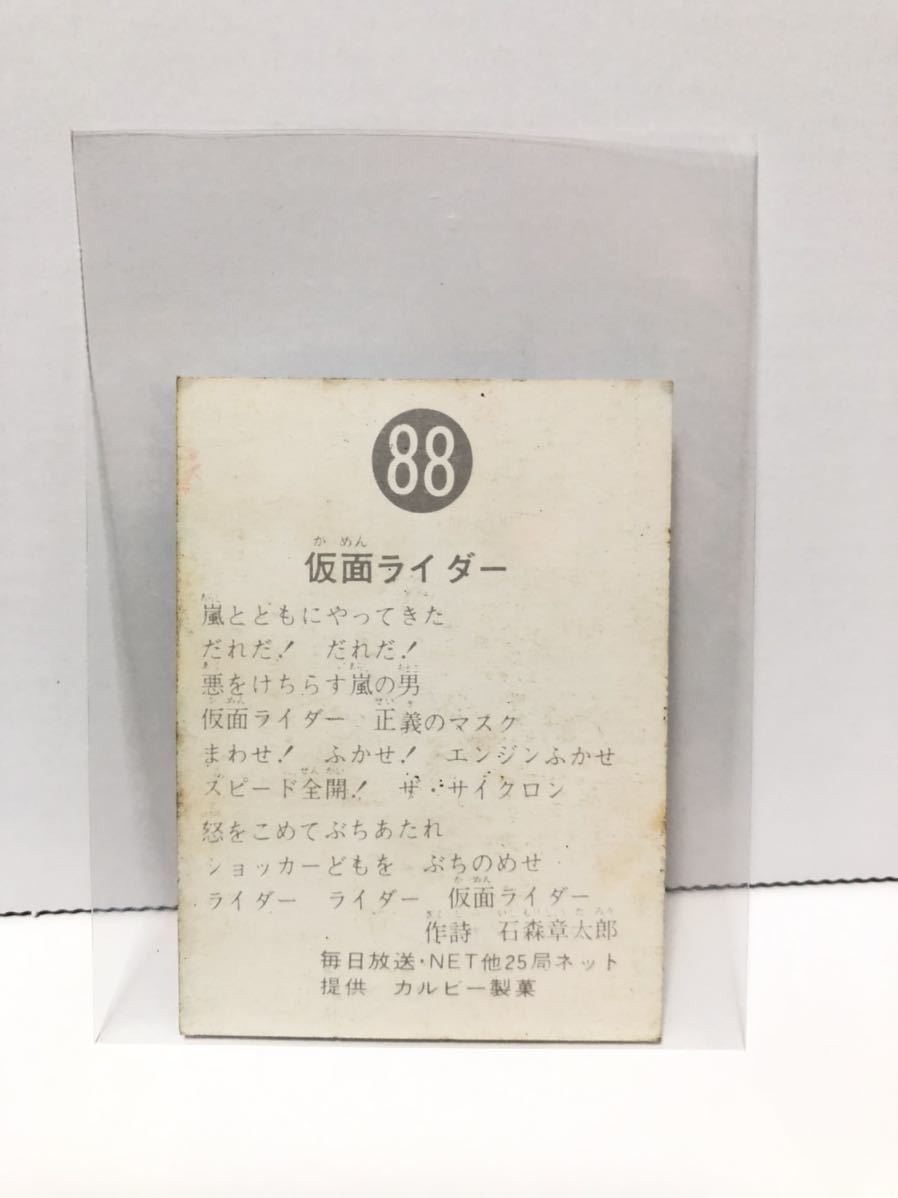 88
仮面ライダー
嵐とともにやってきた
だれだ！　だれだ！
悪をけちらす嵐の男
仮面ライダー　正義のマスク
まわせ！　ふかせ！　エンジンふかせ
スピード全開！　ザ・サイクロン
怒をこめてぶちあたれ
ショッカーどもを　ぶちのめせ
ライダー　ライダー　仮面ライダー
作詩　石森章太郎
毎日放送・NET他25局ネット
提供　カルビー製菓